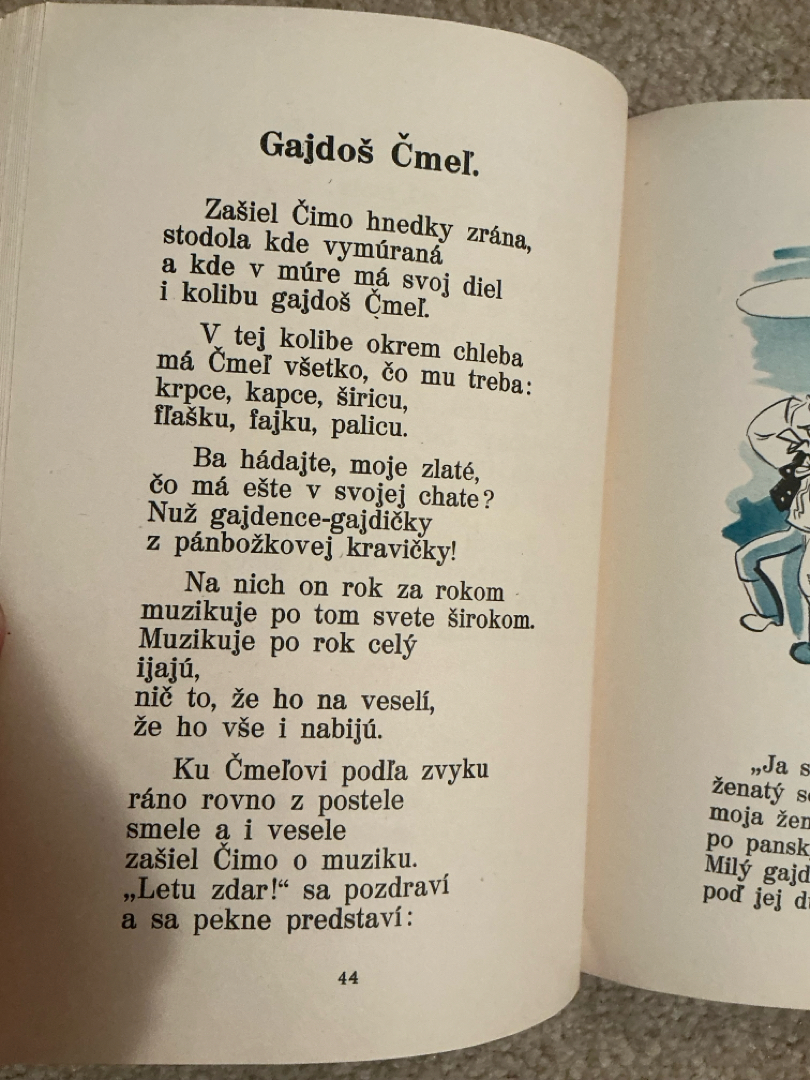 Gajdoš Čmeľ.
Zašiel Čimo hnedky zrána,
stodola kde vymúraná
a kde v múre má svoj diel
i kolibu gajdoš Čmeľ.
V tej kolibe okrem chleba
má Čmeľ všetko, čo mu treba:
krpce, kapce, širicu,
fľašku, fajku, palicu.
Ba hádajte, moje zlaté,
čo má ešte v svojej chate?
Nuž gajdence-gajdičky
z pánbožkovej kravičky!
Na nich on rok za rokom
muzikuje po tom svete širokom.
Muzikuje po rok celý
ijajú,
nič to, že ho na veselí,
že ho vše i nabijú.
Ku Čmeľovi podľa zvyku
ráno rovno z postele
smele a i vesele
zašiel Čimo o muziku.
„Letu zdar!“ sa pozdraví
a sa pekne predstaví:
44
„Ja
ženatý
moja
po
Milý
poď jej